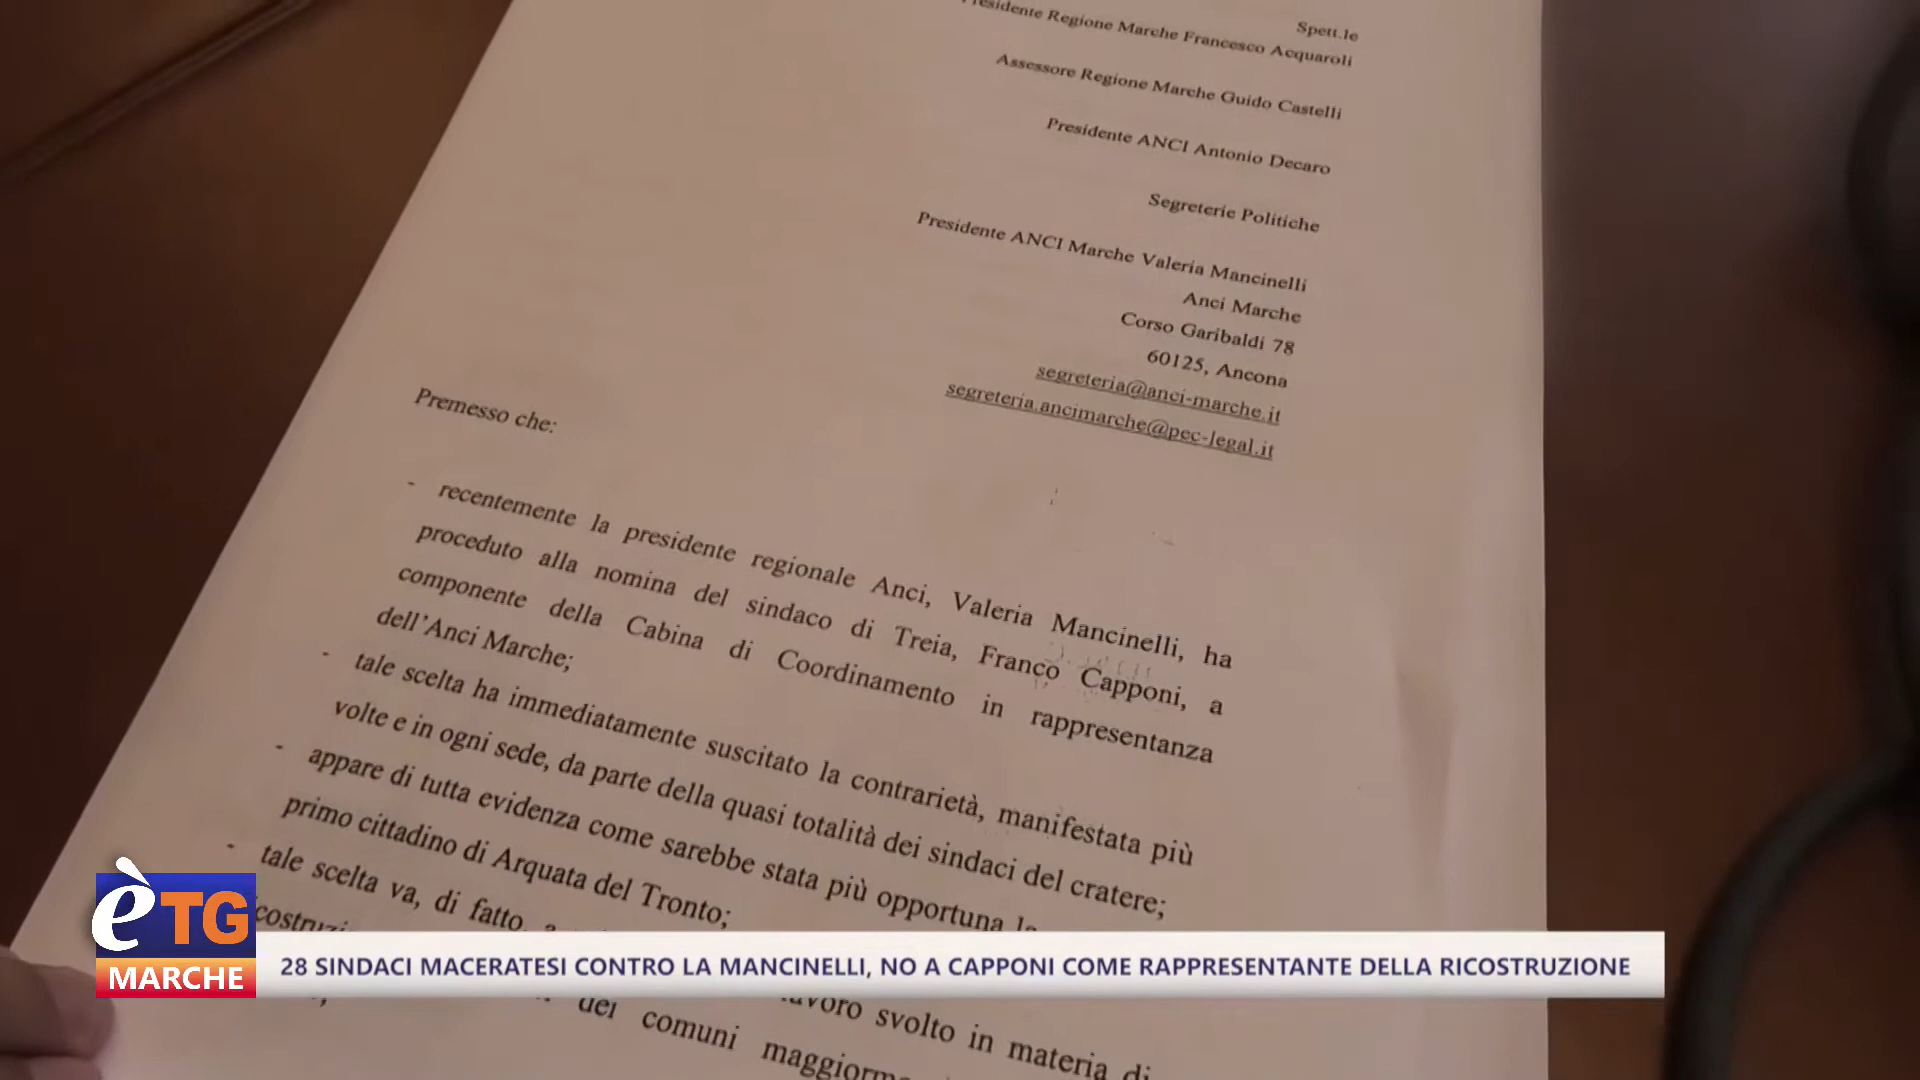 Spett.le
Presidente Regione Marche Francesco Acquaroli
Assessore Regione Marche Guido Castelli
Presidente ANCI Antonio Decaro
Segreterie Politiche
Presidente ANCI Marche Valeria Mancinelli
Anci Marche
Corso Garibaldi 78
60125, Ancona
segreteria@anci-marche.it
segreteria.ancimarche@pec-legal.it
Premesso che:
- recentemente la presidente regionale Anci, Valeria Mancinelli, ha
proceduto alla nomina del sindaco di Treia, Franco Capponi, a
componente della Cabina di Coordinamento in rappresentanza
dell'Anci Marche;
- tale scelta ha immediatamente suscitato la contrarietà, manifestata più
volte e in ogni sede, da parte della quasi totalità dei sindaci del cratere;
- appare di tutta evidenza come sarebbe stata più opportuna
primo cittadino di Arquata del Tronto;
- tale scelta va, di fatto,
lavoro svolto in materia di
dei comuni
èTG
MARCHE
28 SINDACI MACERATESI CONTRO LA MANCINELLI, NO A CAPPONI COME RAPPRESENTANTE DELLA RICOSTRUZIONE